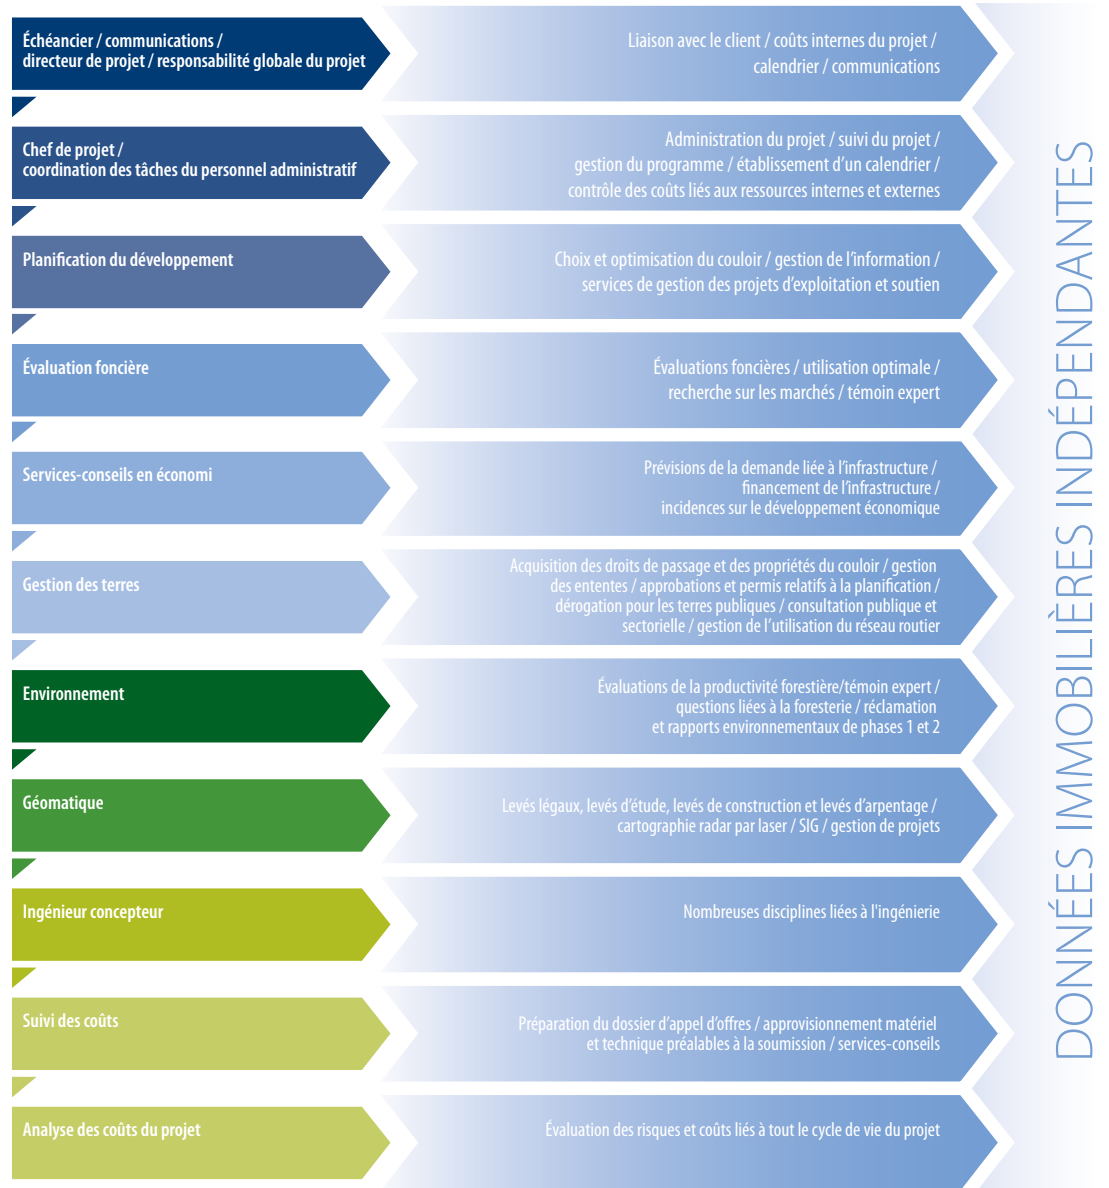 Échéancier / communications /
directeur de projet / responsabilité globale du projet
Liaison avec le client / coûts internes du projet /
calendrier / communications
Chef de projet /
coordination des tâches du personnel administratif
Administration du projet / suivi du projet /
gestion du programme / établissement d’un calendrier /
contrôle des coûts liés aux ressources internes et externes
Planification du développement
Choix et optimisation du couloir / gestion de l’information /
services de gestion des projets d’exploitation et soutien
Évaluation foncière
Évaluations foncières / utilisation optimale /
recherche sur les marchés / témoin expert
Services-conseils en économi
Prévisions de la demande liée à l’infrastructure /
financement de l’infrastructure /
incidences sur le développement économique
Gestion des terres
Acquisition des droits de passage et des propriétés du couloir / gestion
des ententes / approbations et permis relatifs à la planification /
dérogation pour les terres publiques / consultation publique et
sectorielle / gestion de l’utilisation du réseau routier
Environnement
Évaluations de la productivité forestière/témoin expert /
questions liées à la foresterie / réclamation
et rapports environnementaux de phases 1 et 2
Géomatique
Levés légaux, levés d’étude, levés de construction et levés d’arpentage /
cartographie radar par laser / SIG / gestion de projets
Ingénieur concepteur
Nombreuses disciplines liées à l'ingénierie
Suivi des coûts
Préparation du dossier d’appel d’offres / approvisionnement matériel
et technique préalables à la soumission / services-conseils
Analyse des coûts du projet
Évaluation des risques et coûts liés à tout le cycle de vie du projet
DONNÉES IMMOBILIÈRES INDÉPENDANTES